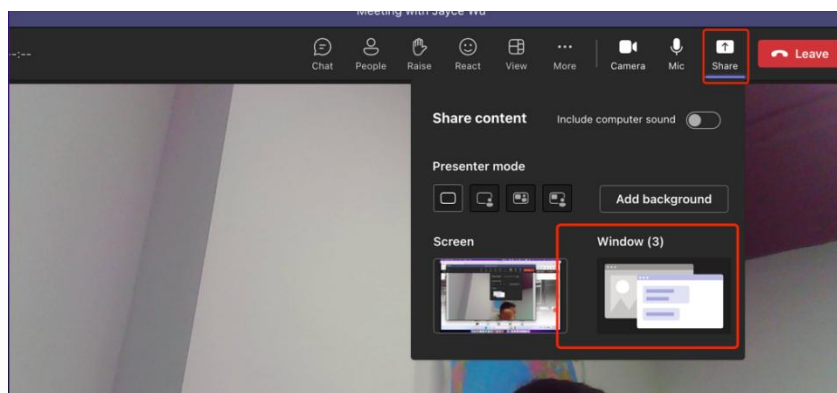 Meeting with Jayce Wu
--:--
Chat People Raise React View More Camera Mic Share Leave
Share content Include computer sound
Presenter mode
Add background
Screen Window (3)